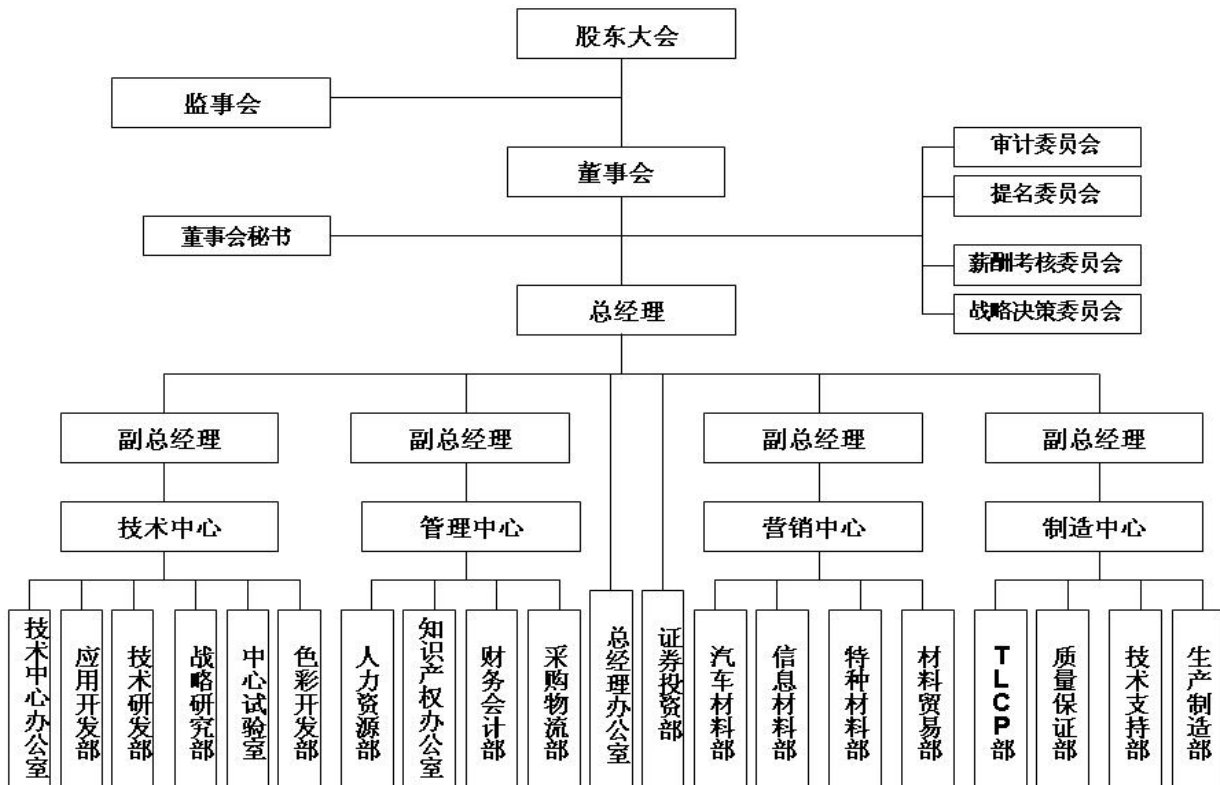 股东大会
监事会
董事会
审计委员会
提名委员会
董事会秘书
薪酬考核委员会
战略决策委员会
总经理
副总经理
副总经理
副总经理
副总经理
技术中心
管理中心
营销中心
制造中心
技术中心办公室
应用开发部
技术研发部
战略研究部
中心试验室
色彩开发部
人力资源部
知识产权办公室
财务会计部
采购物流部
总经理办公室
证券投资部
汽车材料部
信息材料部
特种材料部
材料贸易部
TLCP部
质量保证部
技术支持部
生产制造部